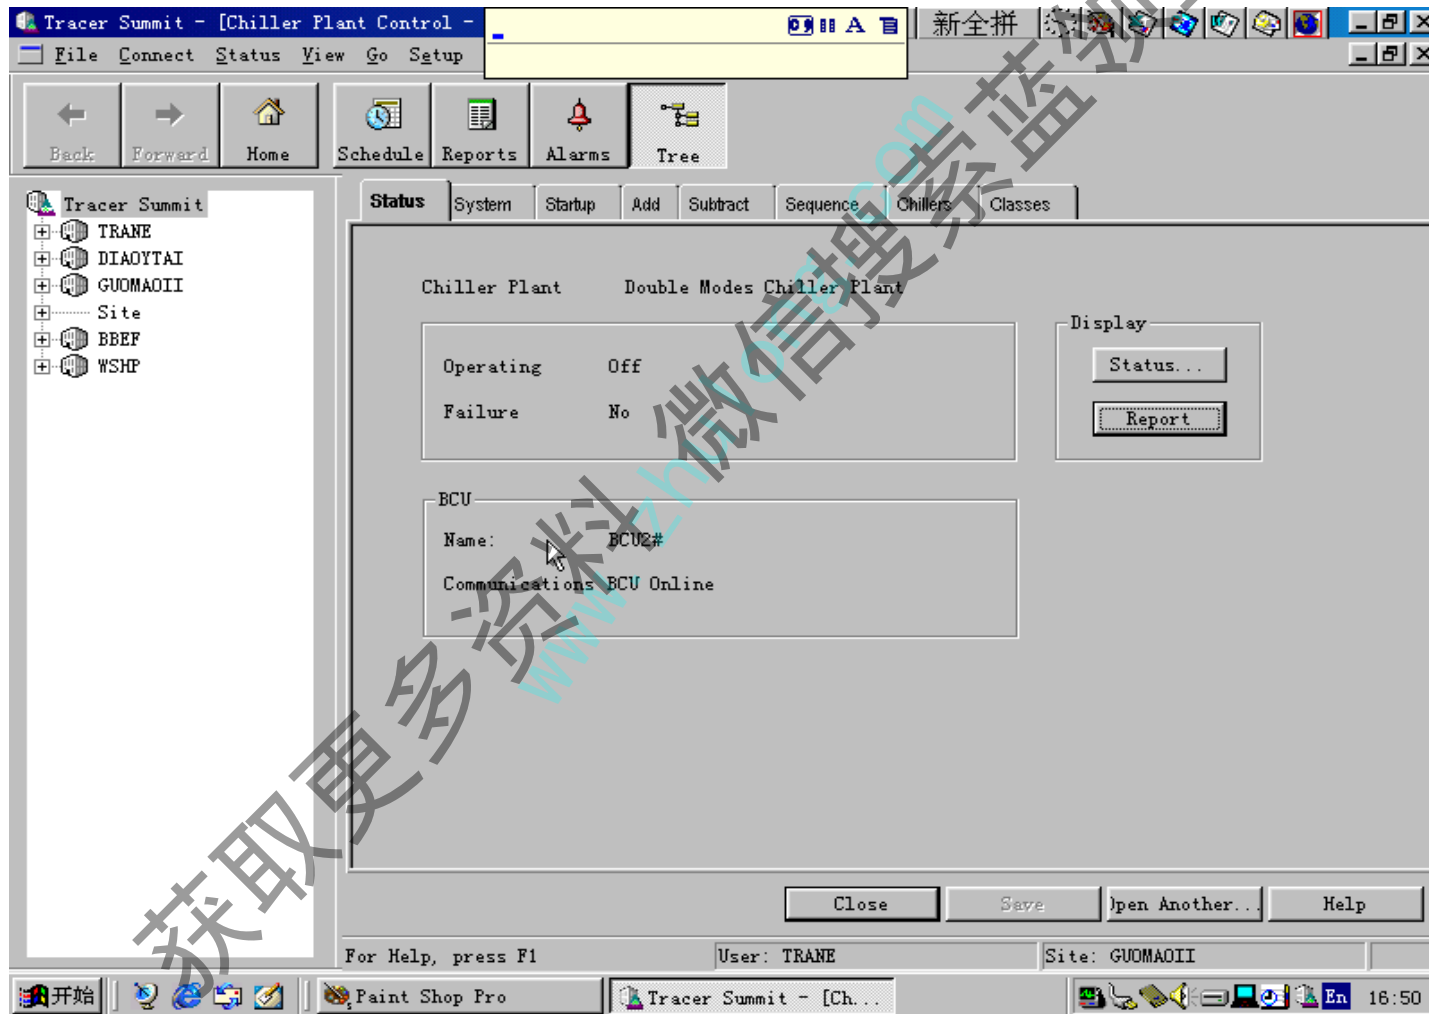 Tracer Summit - [Chiller Plant Control -
新全拼
File Connect Status View Go Setup
Back Forward Home Schedule Reports Alarms Tree
Tracer Summit
TRANE
DIAOYTAI
GUOMAOII
Site
BBEF
WSHP
Status System Startup Add Subtract Sequence Chillers Classes
Chiller Plant Double Modes Chiller Plant
Operating Off
Failure No
Display
Status...
Report
BCU
Name: BCU2#
Communications BCU Online
Close Save Open Another... Help
For Help, press F1 User: TRANE Site: GUOMAOII
开始 Paint Shop Pro Tracer Summit - [Ch... En 16:50
获取更多资料 微信搜索蓝领